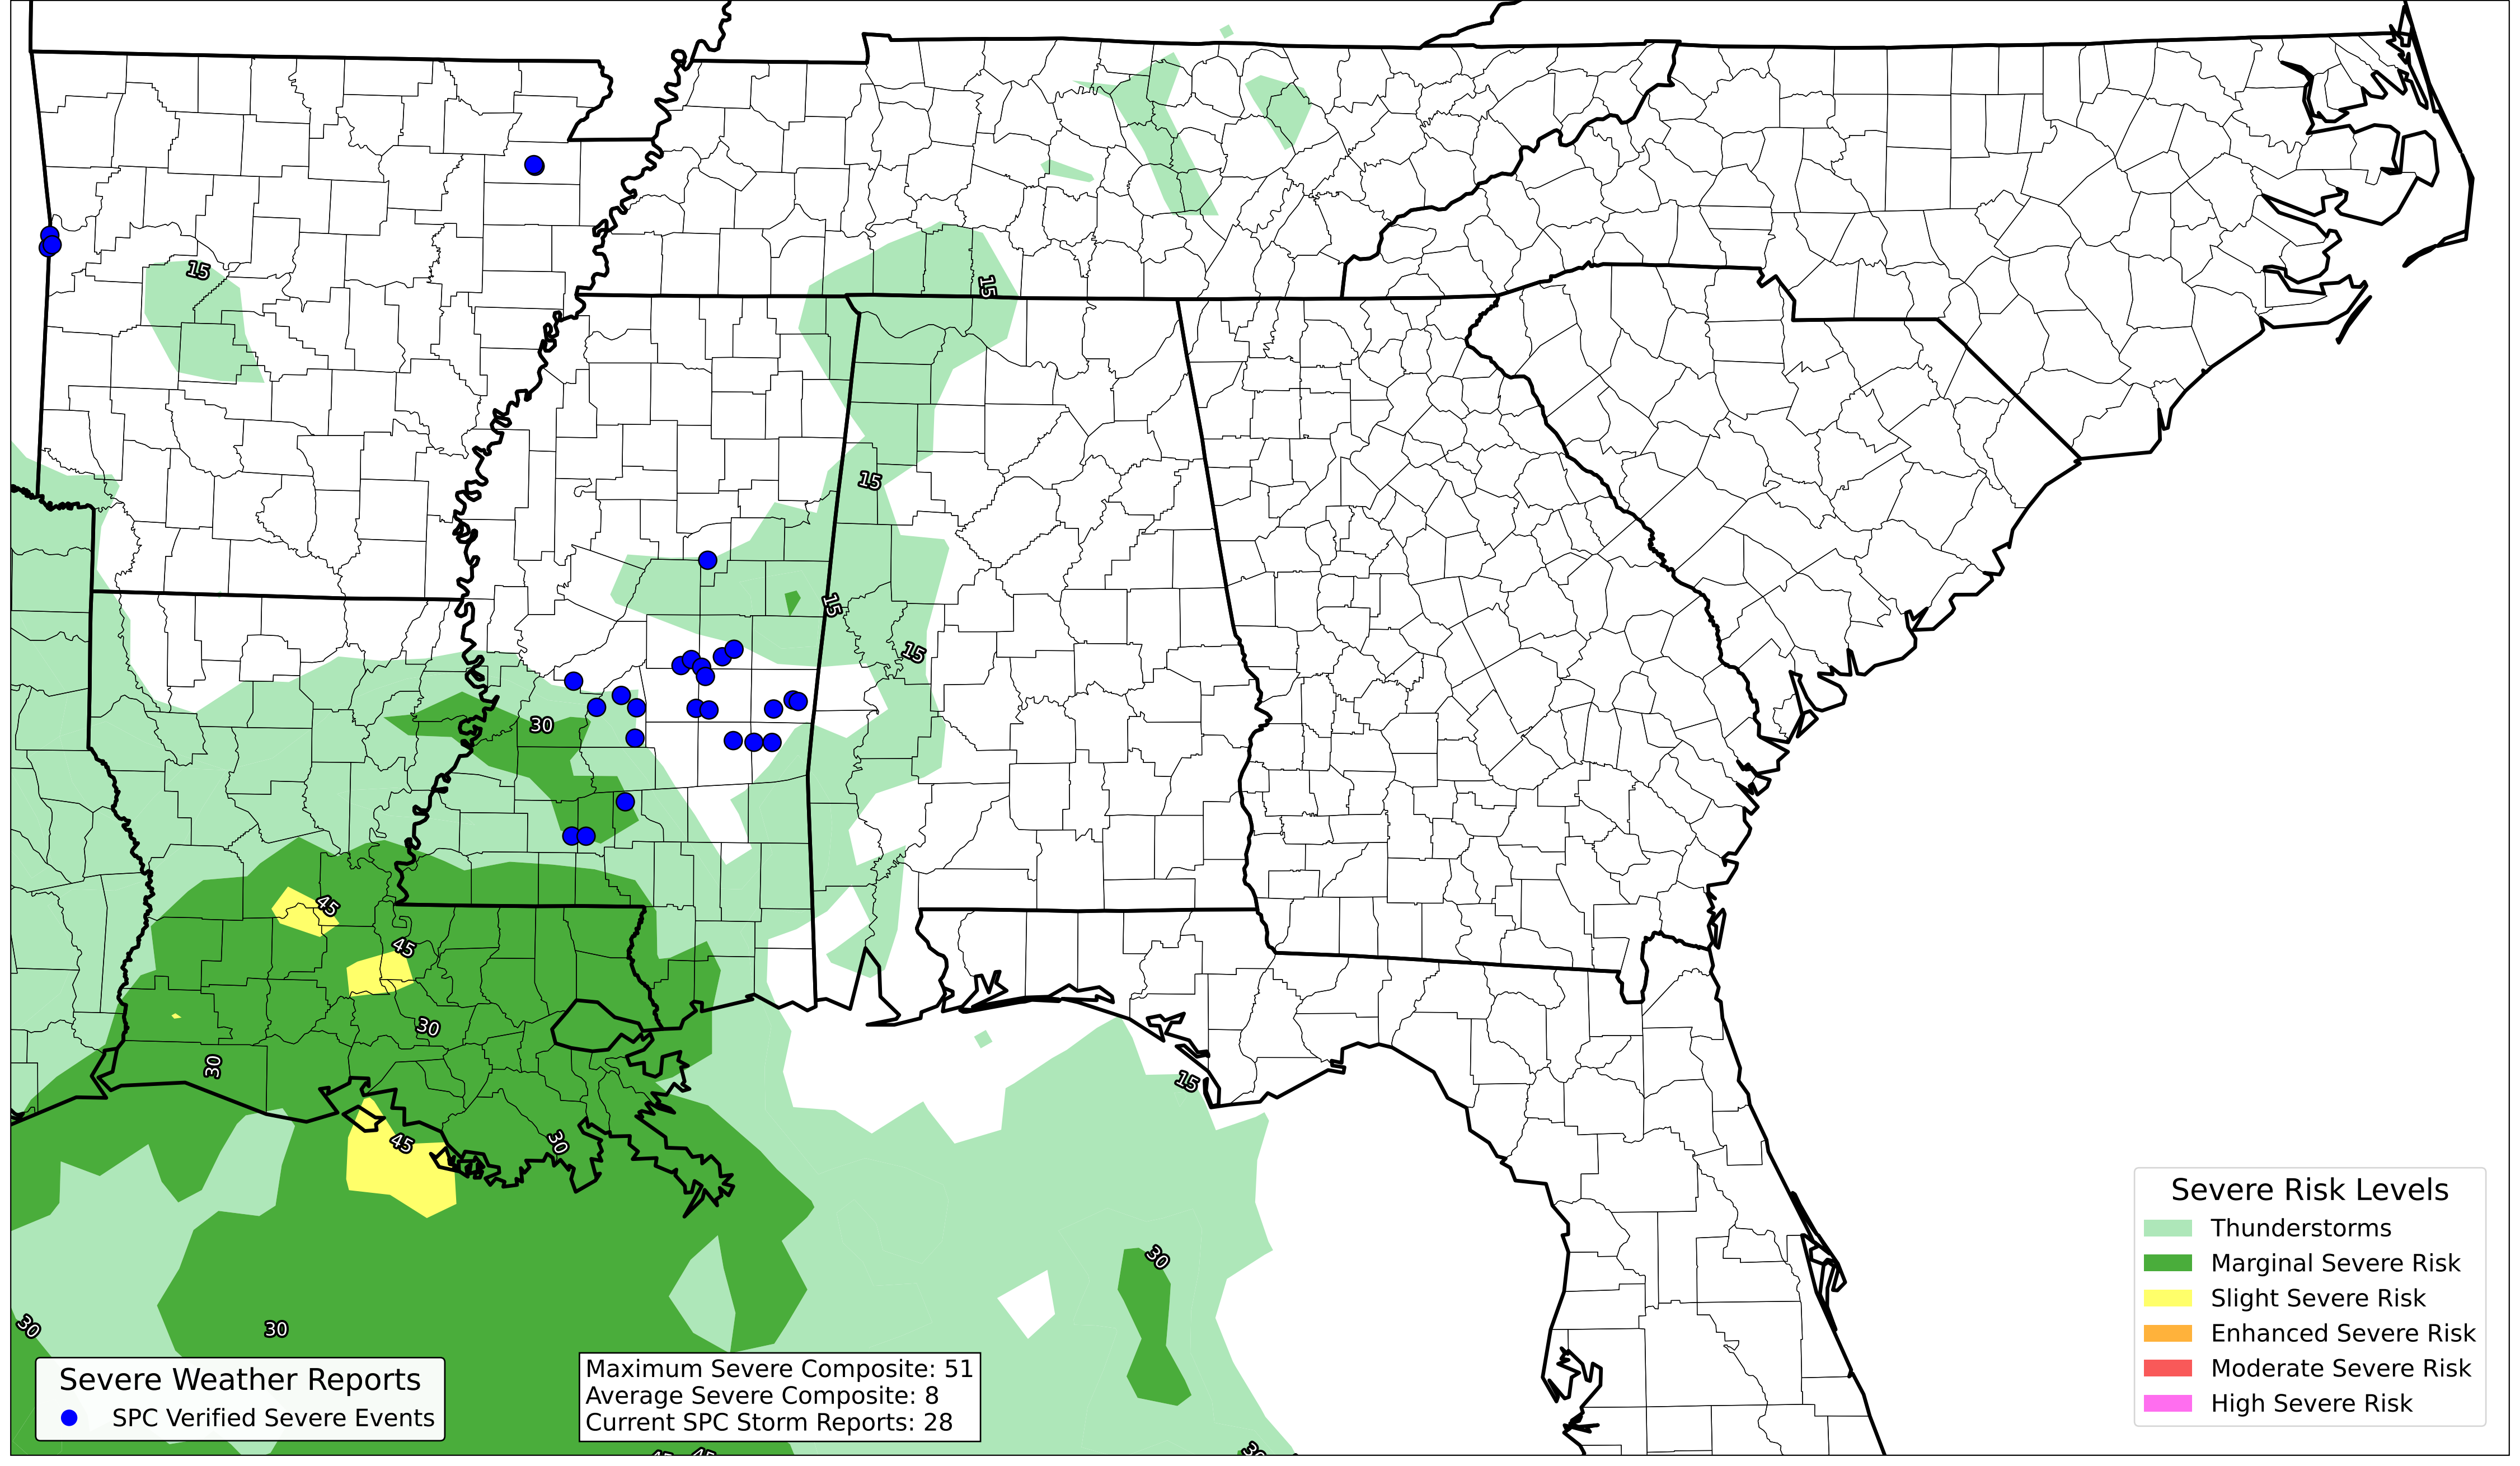 15
15
15
15
15
30
45
45
30
30
15
45
30
30
30
30
45
30
Severe Risk Levels
Thunderstorms
Marginal Severe Risk
Slight Severe Risk
Enhanced Severe Risk
Moderate Severe Risk
High Severe Risk
Severe Weather Reports
SPC Verified Severe Events
Maximum Severe Composite: 51
Average Severe Composite: 8
Current SPC Storm Reports: 28